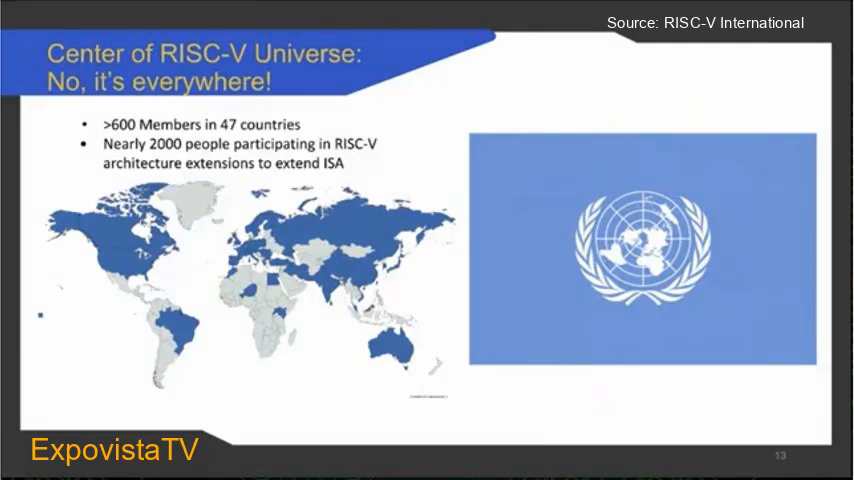 Source: RISC-V International
Center of RISC-V Universe:
No, it's everywhere!
• >600 Members in 47 countries
• Nearly 2000 people participating in RISC-V
architecture extensions to extend ISA
ExpovistaTV
13